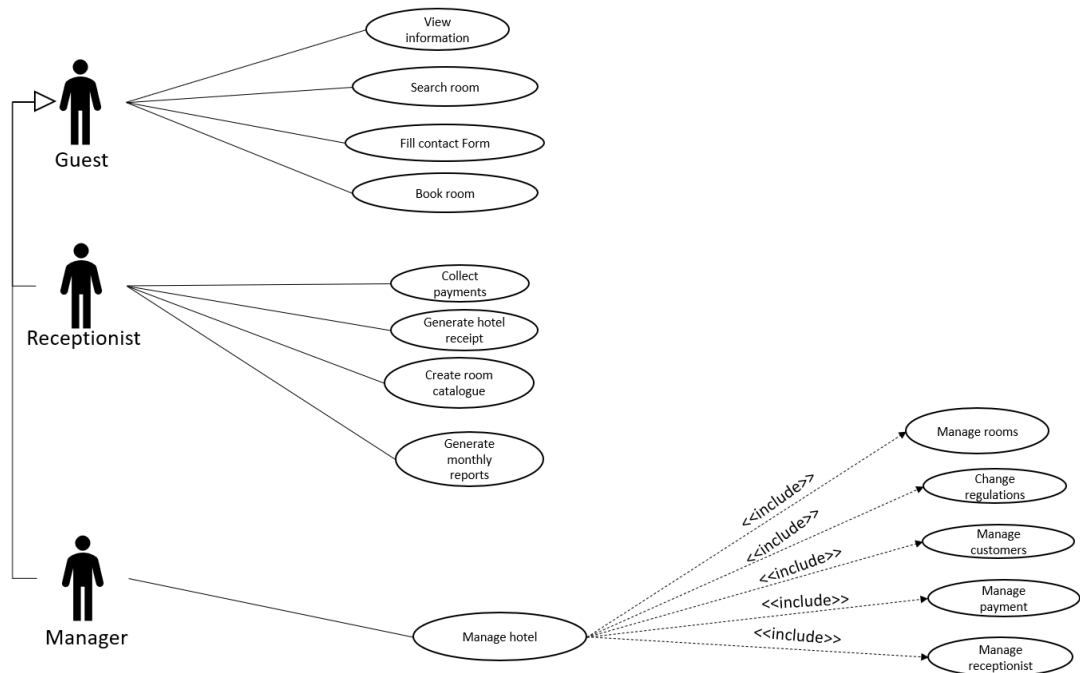 View
information
Search room
Fill contact Form
Book room
Guest
Collect
payments
Generate hotel
receipt
Create room
catalogue
Generate
monthly
reports
Receptionist
Manager
Manage hotel
<<include>>
<<include>>
<<include>>
<<include>>
<<include>>
Manage rooms
Change
regulations
Manage
customers
Manage
payment
Manage
receptionist